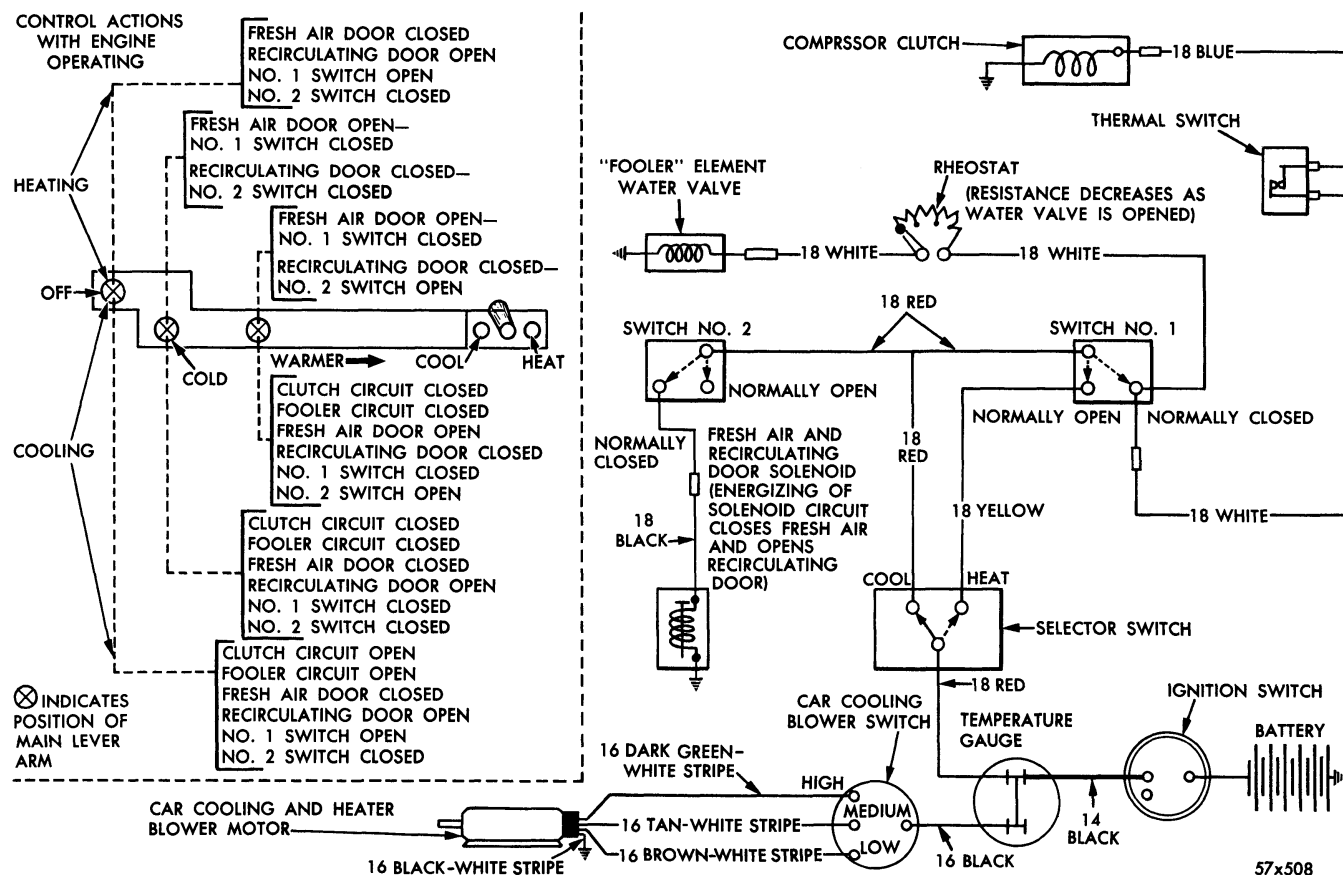 CONTROL ACTIONS
WITH ENGINE
OPERATING
FRESH AIR DOOR CLOSED
RECIRCULATING DOOR OPEN
NO. 1 SWITCH OPEN
NO. 2 SWITCH CLOSED
FRESH AIR DOOR OPEN—
NO. 1 SWITCH CLOSED
RECIRCULATING DOOR CLOSED—
NO. 2 SWITCH CLOSED
HEATING
FRESH AIR DOOR OPEN—
NO. 1 SWITCH CLOSED
RECIRCULATING DOOR CLOSED—
NO. 2 SWITCH OPEN
OFF
COLD
WARMER
COOL
HEAT
CLUTCH CIRCUIT CLOSED
FOOLER CIRCUIT CLOSED
FRESH AIR DOOR OPEN
RECIRCULATING DOOR CLOSED
NO. 1 SWITCH CLOSED
NO. 2 SWITCH OPEN
COOLING
CLUTCH CIRCUIT CLOSED
FOOLER CIRCUIT CLOSED
FRESH AIR DOOR CLOSED
RECIRCULATING DOOR OPEN
NO. 1 SWITCH CLOSED
NO. 2 SWITCH CLOSED
CLUTCH CIRCUIT OPEN
FOOLER CIRCUIT OPEN
FRESH AIR DOOR CLOSED
RECIRCULATING DOOR OPEN
NO. 1 SWITCH OPEN
NO. 2 SWITCH CLOSED
INDICATES
POSITION OF
MAIN LEVER
ARM
COMPRSSOR CLUTCH
18 BLUE
THERMAL SWITCH
"FOOLER" ELEMENT
WATER VALVE
RHEOSTAT
(RESISTANCE DECREASES AS
WATER VALVE IS OPENED)
18 WHITE
18 WHITE
18 RED
SWITCH NO. 2
SWITCH NO. 1
NORMALLY OPEN
NORMALLY OPEN
NORMALLY CLOSED
NORMALLY
CLOSED
FRESH AIR AND
RECIRCULATING
DOOR SOLENOID
(ENERGIZING OF
SOLENOID CIRCUIT
CLOSES FRESH AIR
AND OPENS
RECIRCULATING
DOOR)
18
RED
18 YELLOW
18 WHITE
18
BLACK
COOL
HEAT
SELECTOR SWITCH
18 RED
IGNITION SWITCH
CAR COOLING
BLOWER SWITCH
TEMPERATURE
GAUGE
BATTERY
16 DARK GREEN-
WHITE STRIPE
HIGH
MEDIUM
LOW
14
BLACK
CAR COOLING AND HEATER
BLOWER MOTOR
16 TAN-WHITE STRIPE
16 BLACK-WHITE STRIPE
16 BROWN-WHITE STRIPE
16 BLACK
57x508